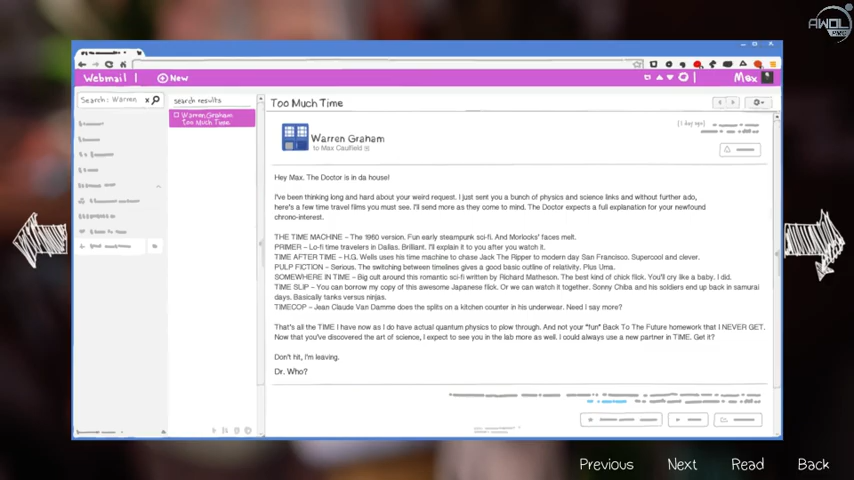 AWOL
Webmail | + New
Max
Search: Warren x
search results
Warren Graham
Too Much Time
Too Much Time
Warren Graham
to Max Caulfield
(1 day ago)
Hey Max. The Doctor is in da house!
I've been thinking long and hard about your weird request. I just sent you a bunch of physics and science links and without further ado,
here's a few time travel films you must see. I'll send more as they come to mind. The Doctor expects a full explanation for your newfound
chrono-interest.
THE TIME MACHINE – The 1960 version. Fun early steampunk sci-fi. And Morlocks' faces melt.
PRIMER – Lo-fi time travelers in Dallas. Brilliant. I'll explain it to you after you watch it.
TIME AFTER TIME – H.G. Wells uses his time machine to chase Jack The Ripper to modern day San Francisco. Supercool and clever.
PULP FICTION – Serious. The switching between timelines gives a good basic outline of relativity. Plus Uma.
SOMEWHERE IN TIME – Big cult around this romantic sci-fi written by Richard Matheson. The best kind of chick flick. You'll cry like a baby. I did.
TIME SLIP – You can borrow my copy of this awesome Japanese flick. Or we can watch it together. Sonny Chiba and his soldiers end up back in samurai
days. Basically tanks versus ninjas.
TIMECOP – Jean Claude Van Damme does the splits on a kitchen counter in his underwear. Need I say more?
That's all the TIME I have now as I do have actual quantum physics to plow through. And not your "fun" Back To The Future homework that I NEVER GET.
Now that you've discovered the art of science, I expect to see you in the lab more as well. I could always use a new partner in TIME. Get it?
Don't hit, I'm leaving.
Dr. Who?
Previous Next Read Back